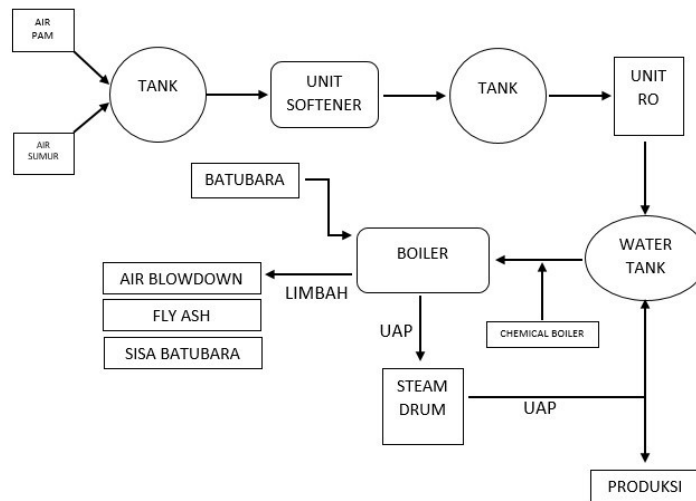 AIR
PAM
TANK
UNIT
SOFTENER
TANK
UNIT
RO
AIR
SUMUR
BATUBARA
BOILER
WATER
TANK
AIR BLOWDOWN
LIMBAH
FLY ASH
SISA BATUBARA
UAP
CHEMICAL BOILER
STEAM
DRUM
UAP
PRODUKSI